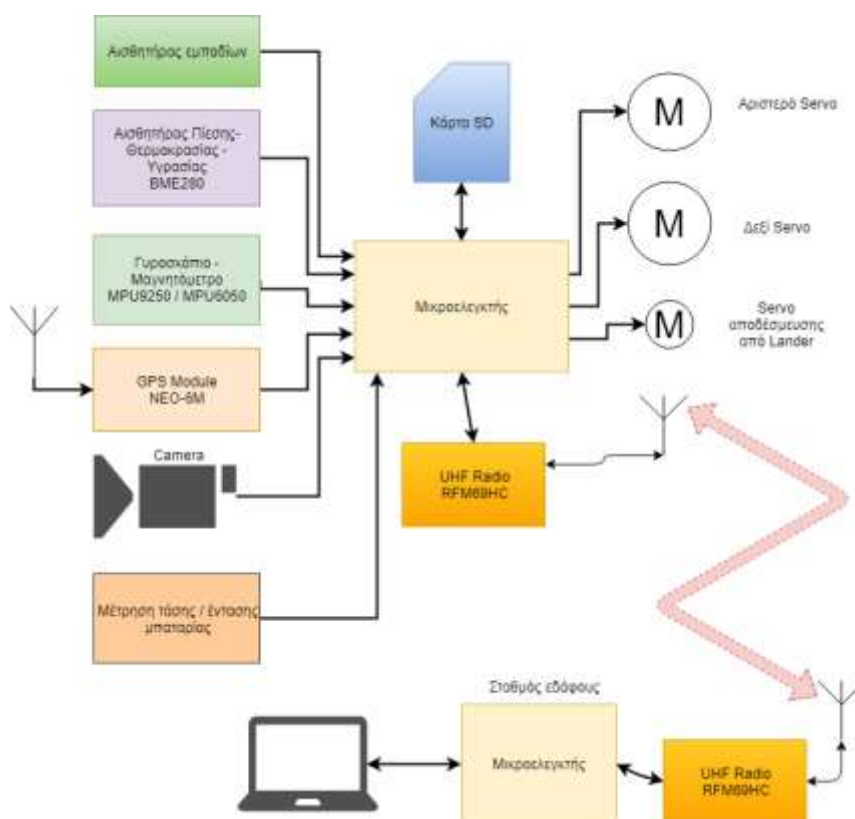 Αισθητήρας εμποδίων
Αισθητήρας Πίεσης-
Θερμοκρασίας -
Υγρασίας
BME280
Γυροσκόπιο -
Μαγνητόμετρο
MPU9250 / MPU6050
GPS Module
NEO-6M
Camera
Μέτρηση τάσης / έντασης
μπαταρίας
Κάρτα SD
Μικροελεγκτής
UHF Radio
RFM69HC
M
Αριστερό Servo
M
Δεξί Servo
M
Servo
αποδέσμευσης
από Lander
Σταθμός εδάφους
Μικροελεγκτής
UHF Radio
RFM69HC